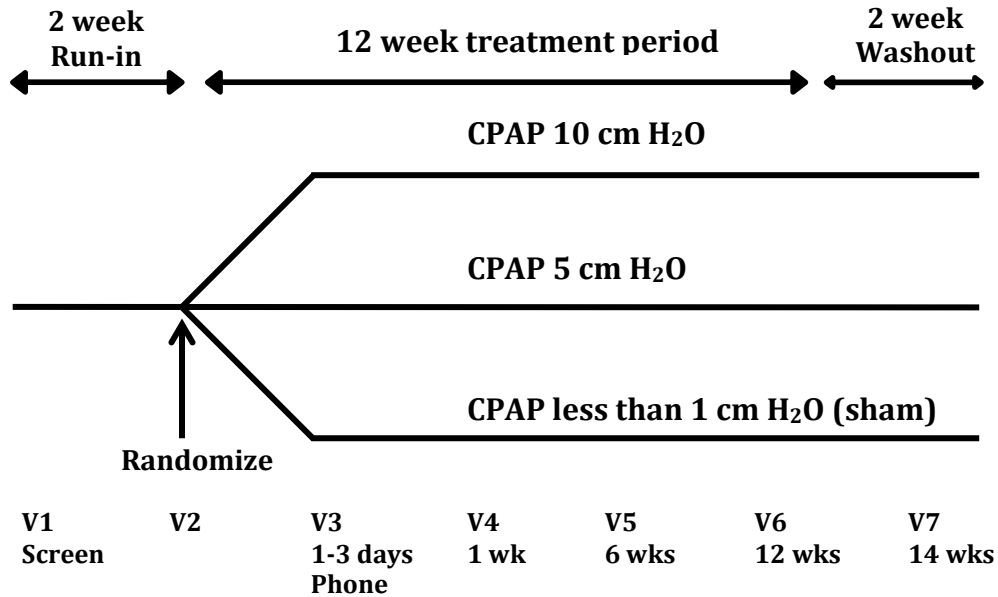 2 week
Run-in
12 week treatment period
2 week
Washout
CPAP 10 cm H₂O
CPAP 5 cm H₂O
CPAP less than 1 cm H₂O (sham)
Randomize
V1 V2 V3 V4 V5 V6 V7
Screen 1-3 days 1 wk 6 wks 12 wks 14 wks
Phone